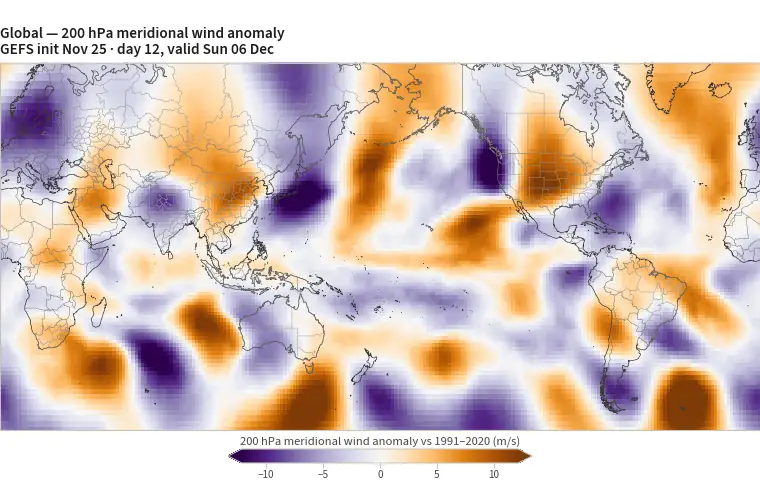 Global — 200 hPa meridional wind anomaly
GEFS init Nov 25 · day 12, valid Sun 06 Dec
200 hPa meridional wind anomaly vs 1991–2020 (m/s)
−10 −5 0 5 10